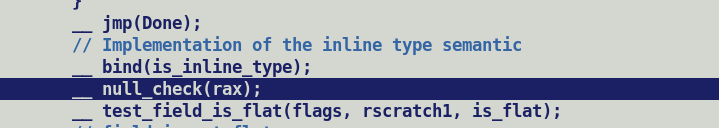 }
__ jmp(Done);
// Implementation of the inline type semantic
__ bind(is_inline_type);
__ null_check(rax);
__ test_field_is_flat(flags, rscratch1, is_flat);